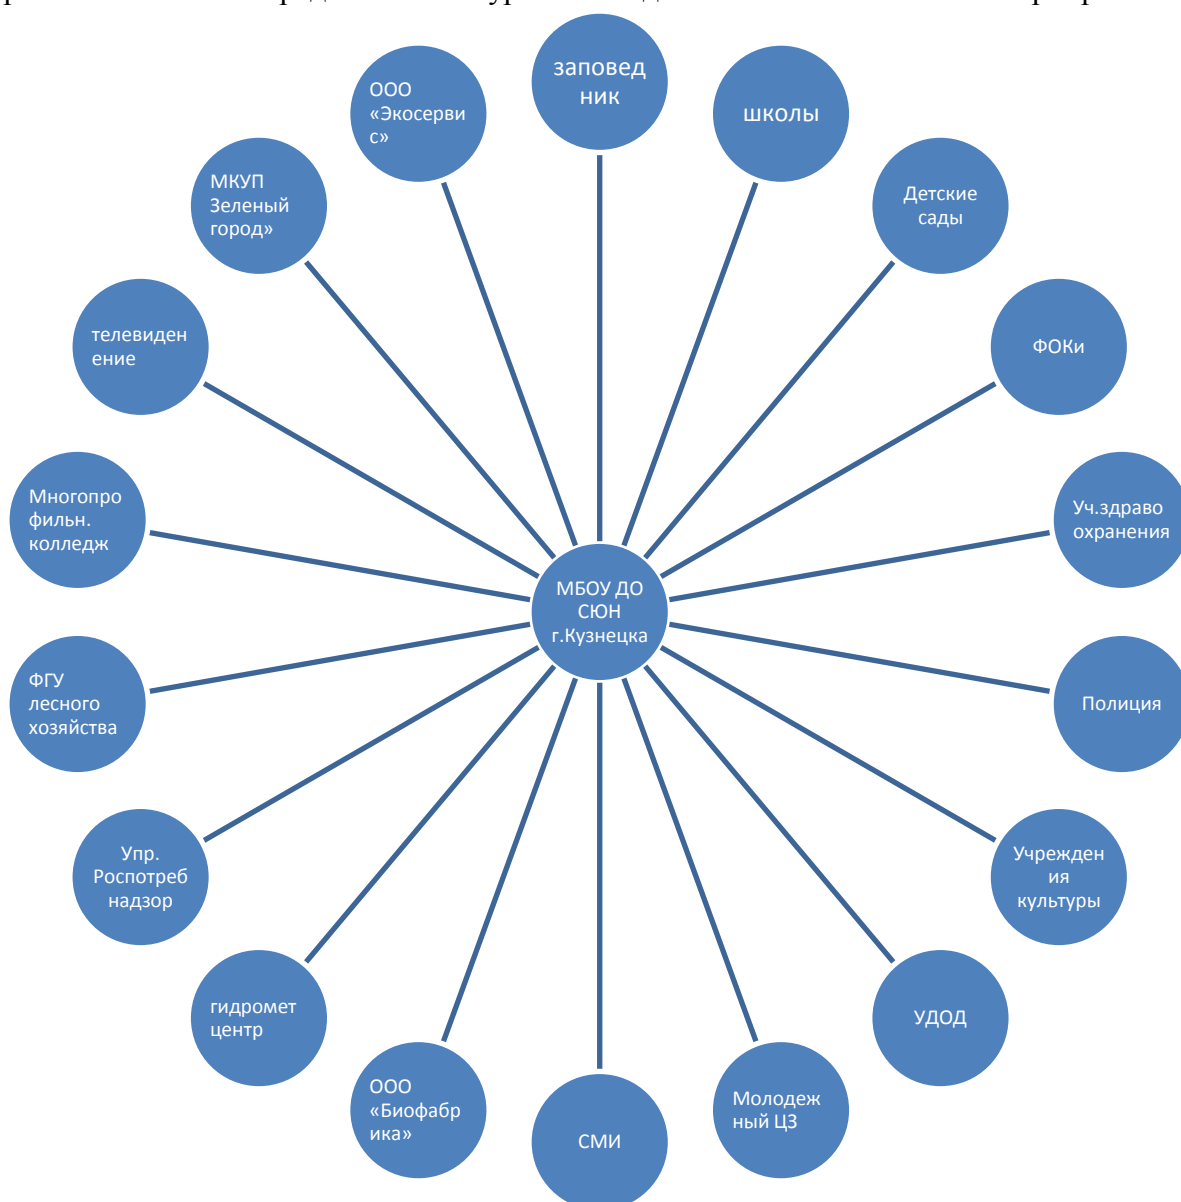 заповед
ник
школы
Детские
сады
ФОКи
Уч.здраво
охранения
Полиция
Учрежден
ия
культуры
УДОД
Молодеж
ный ЦЗ
СМИ
ООО
«Биофабр
ика»
гидромет
центр
Упр.
Роспотреб
надзор
ФГУ
лесного
хозяйства
Многопро
фильн.
колледж
телевиден
ение
МКУП
Зеленый
город»
ООО
«Экосерви
с»
МБОУ ДО
СЮН
г.Кузнецка